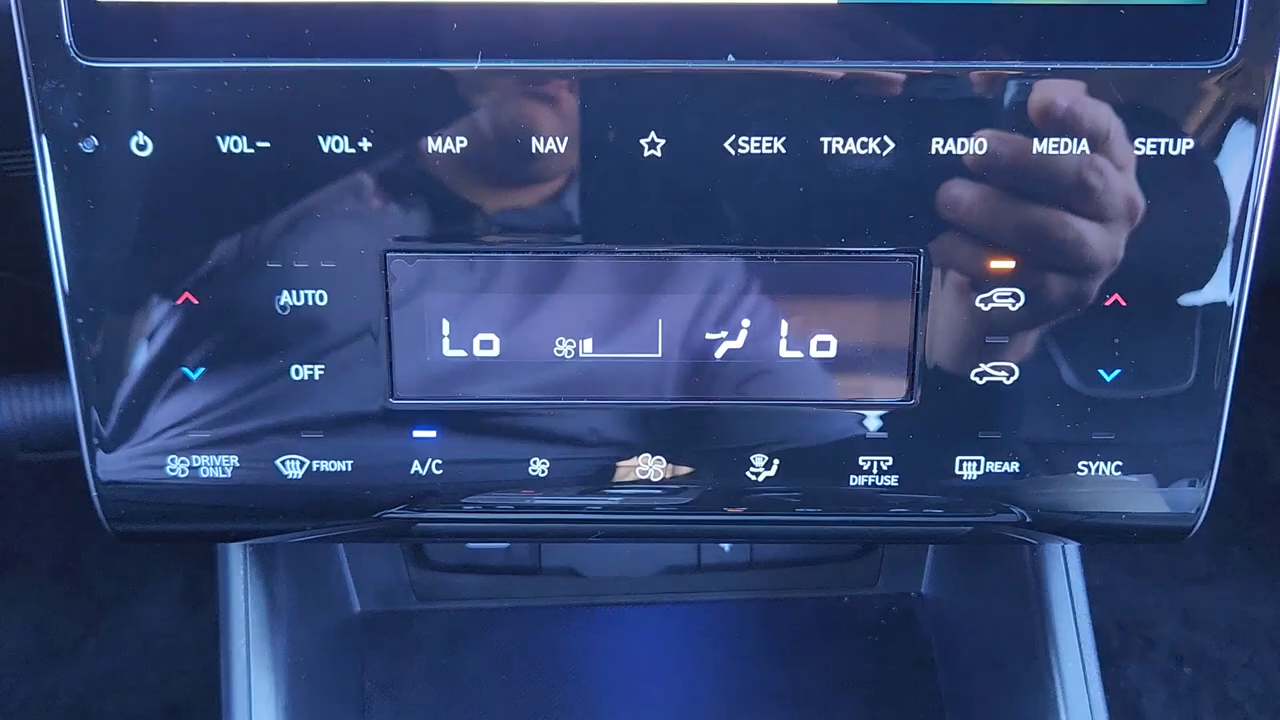 VOL− VOL+ MAP NAV <SEEK TRACK> RADIO MEDIA SETUP
AUTO
Lo Lo
OFF
DRIVER ONLY FRONT A/C DIFFUSE REAR SYNC